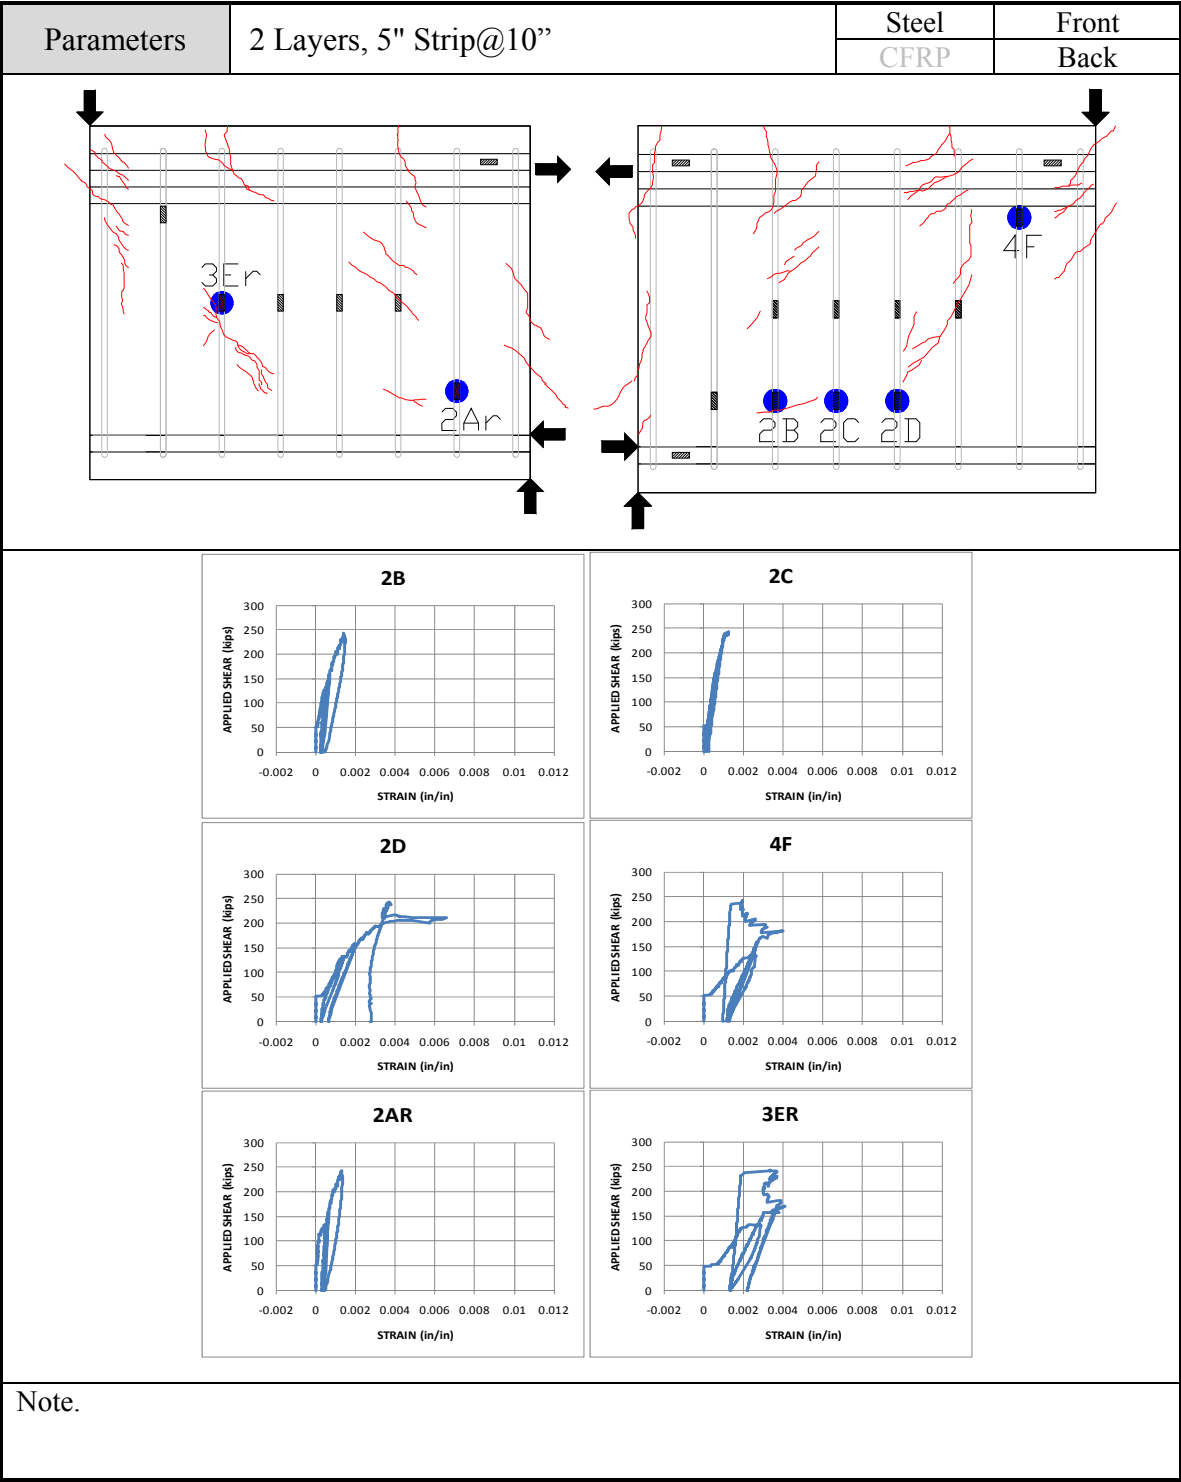 Parameters
2 Layers, 5" Strip@10”
Steel
Front
CFRP
Back
3Er
2Ar
4F
2B 2C 2D
2B
APPLIED SHEAR (kips)
300
250
200
150
100
50
0
-0.002 0 0.002 0.004 0.006 0.008 0.01 0.012
STRAIN (in/in)
2C
APPLIED SHEAR (kips)
300
250
200
150
100
50
0
-0.002 0 0.002 0.004 0.006 0.008 0.01 0.012
STRAIN (in/in)
2D
APPLIED SHEAR (kips)
300
250
200
150
100
50
0
-0.002 0 0.002 0.004 0.006 0.008 0.01 0.012
STRAIN (in/in)
4F
APPLIED SHEAR (kips)
300
250
200
150
100
50
0
-0.002 0 0.002 0.004 0.006 0.008 0.01 0.012
STRAIN (in/in)
2AR
APPLIED SHEAR (kips)
300
250
200
150
100
50
0
-0.002 0 0.002 0.004 0.006 0.008 0.01 0.012
STRAIN (in/in)
3ER
APPLIED SHEAR (kips)
300
250
200
150
100
50
0
-0.002 0 0.002 0.004 0.006 0.008 0.01 0.012
STRAIN (in/in)
Note.